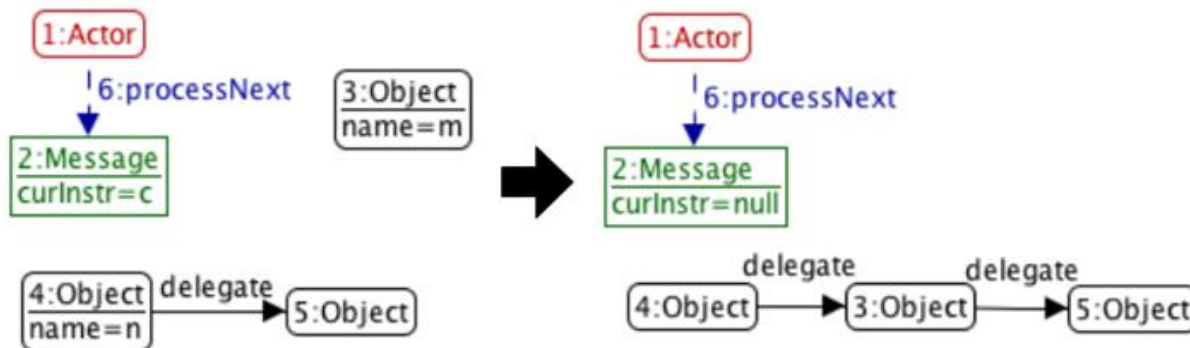 1:Actor
6:processNext
3:Object
name=m
2:Message
curInstr=c
4:Object
name=n
delegate
5:Object
1:Actor
6:processNext
2:Message
curInstr=null
delegate
delegate
4:Object
3:Object
5:Object